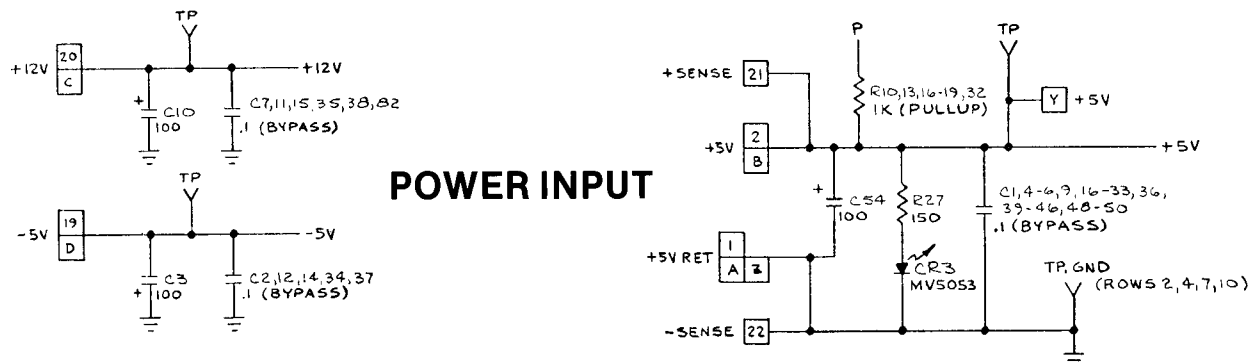 TP
+12V 20 C +12V
+ C10 100
C7,11,15,35,38,82
.1 (BYPASS)
TP
-5V 19 D -5V
C3 + 100
C2,12,14,34,37
.1 (BYPASS)
POWER INPUT
P
TP
+SENSE 21
R10,13,16-19,32
1K (PULLUP)
Y +5V
+5V 2 B +5V
+ C54 100
R27 150
C1,4-6,9,16-33,36,
39-46,48-50
.1 (BYPASS)
+5V RET 1 A Z
CR3
MV5053
TP, GND
(ROWS 2,4,7,10)
-SENSE 22